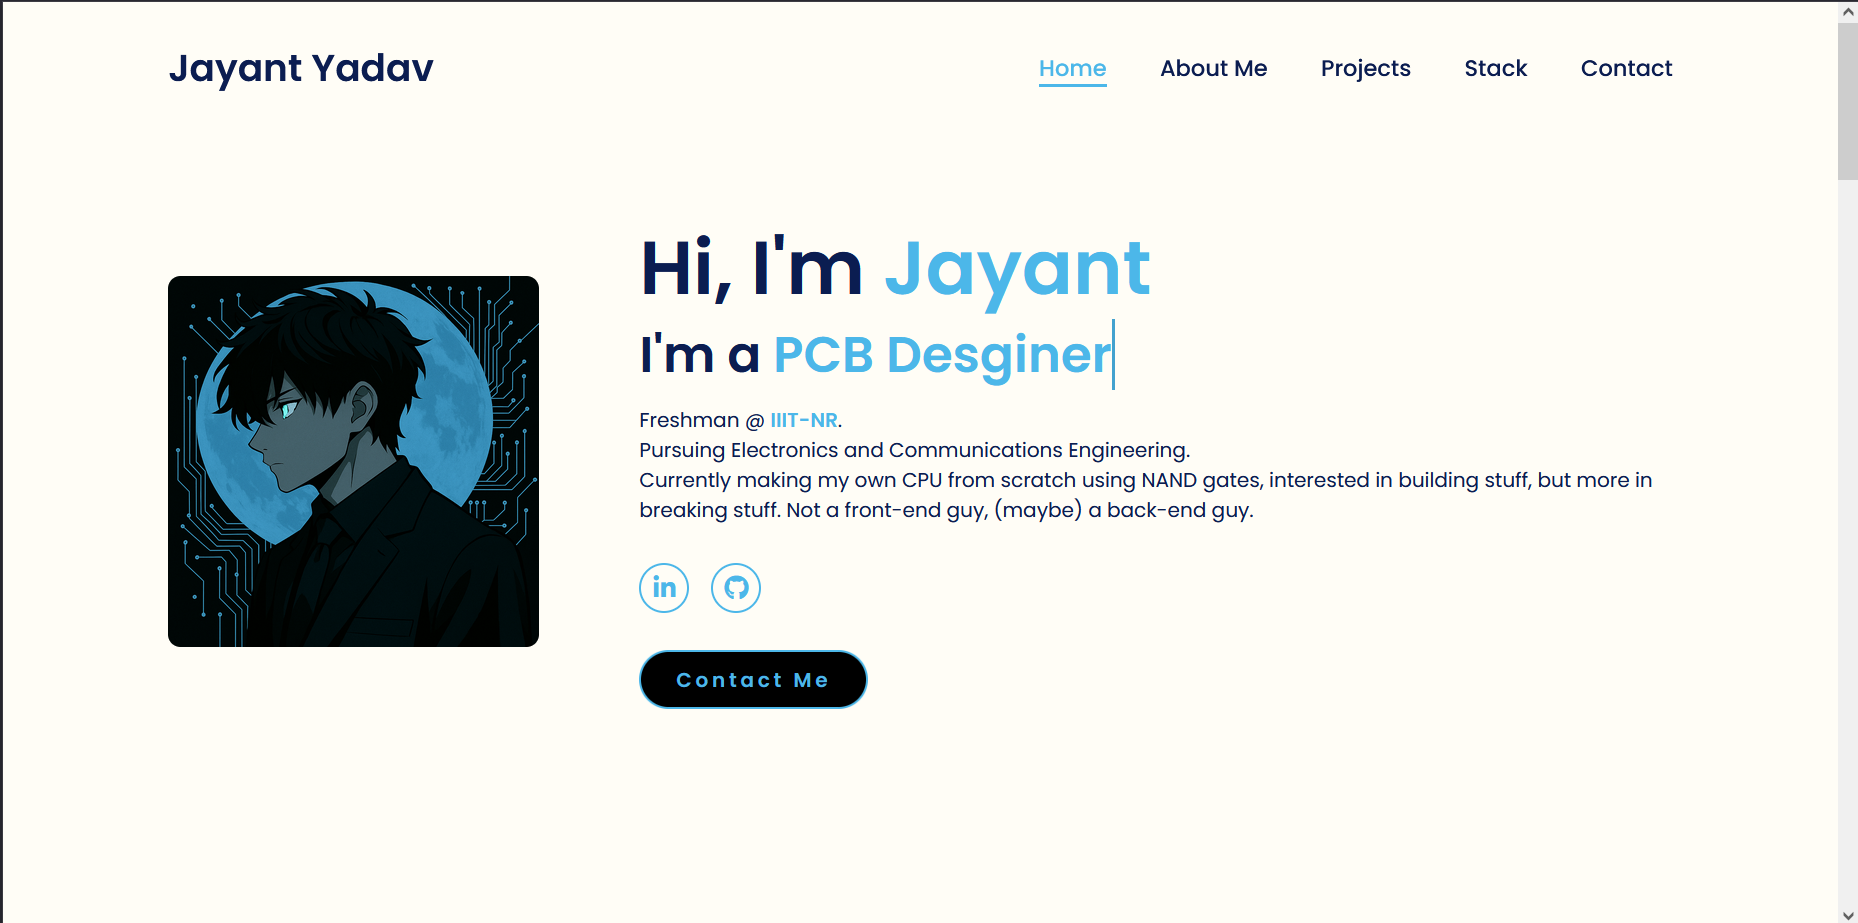 Jayant Yadav
Home About Me Projects Stack Contact
Hi, I'm Jayant
I'm a PCB Desginer
Freshman @ IIIT-NR.
Pursuing Electronics and Communications Engineering.
Currently making my own CPU from scratch using NAND gates, interested in building stuff, but more in
breaking stuff. Not a front-end guy, (maybe) a back-end guy.
in
Contact Me